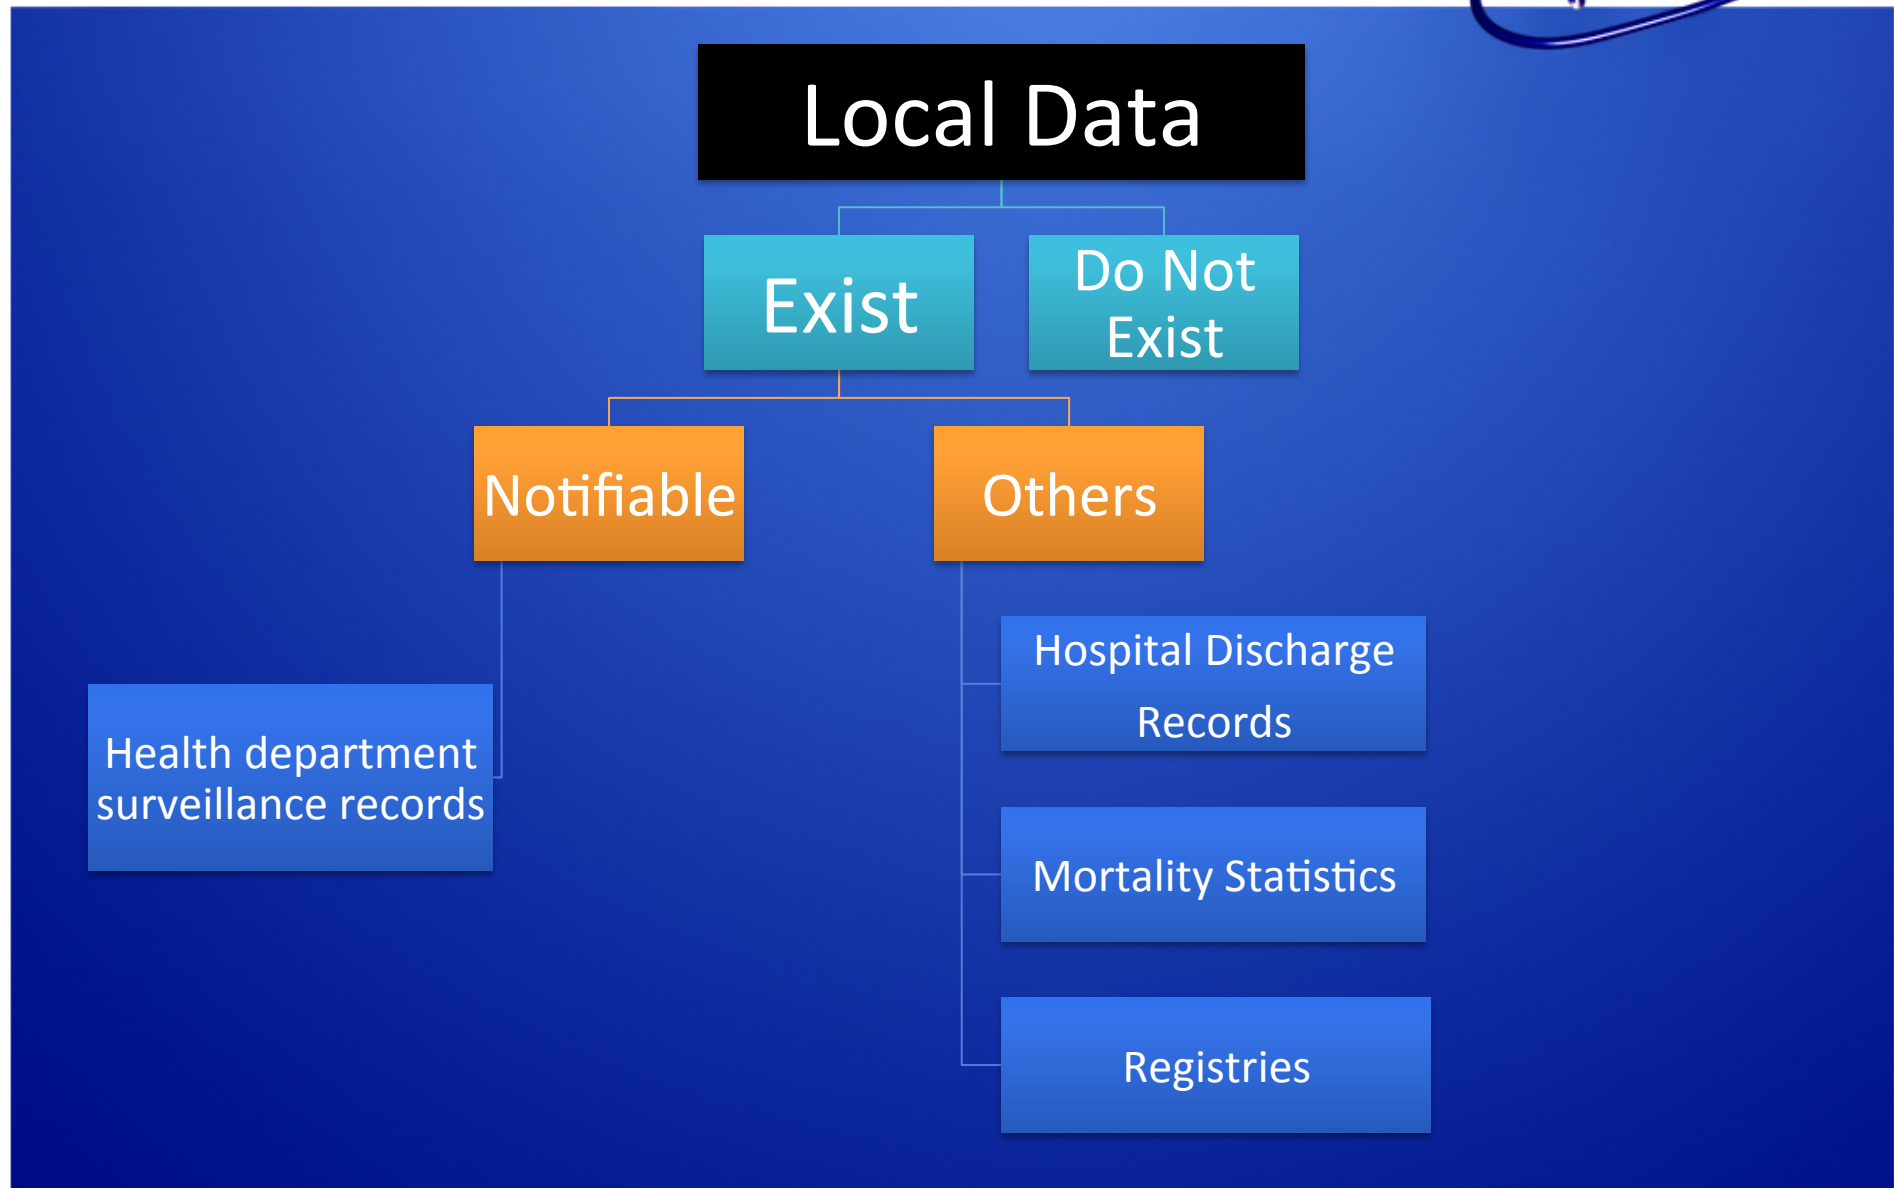 Local Data
Exist
Do Not
Exist
Notifiable
Others
Health department
surveillance records
Hospital Discharge
Records
Mortality Statistics
Registries